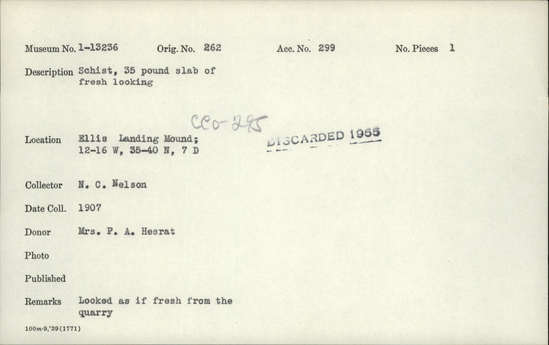 Museum No. 1-13236 Orig. No. 262 Acc. No. 299 No. Pieces 1
Description Schist, 35 pound slab of
fresh looking
CCo-295
Location Ellis Landing Mound;
12-16 W, 35-40 N, 7 D
DISCARDED 1955
Collector N. C. Nelson
Date Coll. 1907
Donor Mrs. P. A. Hesrat
Photo
Published
Remarks Looked as if fresh from the
quarry
100m-9,'29(1771)